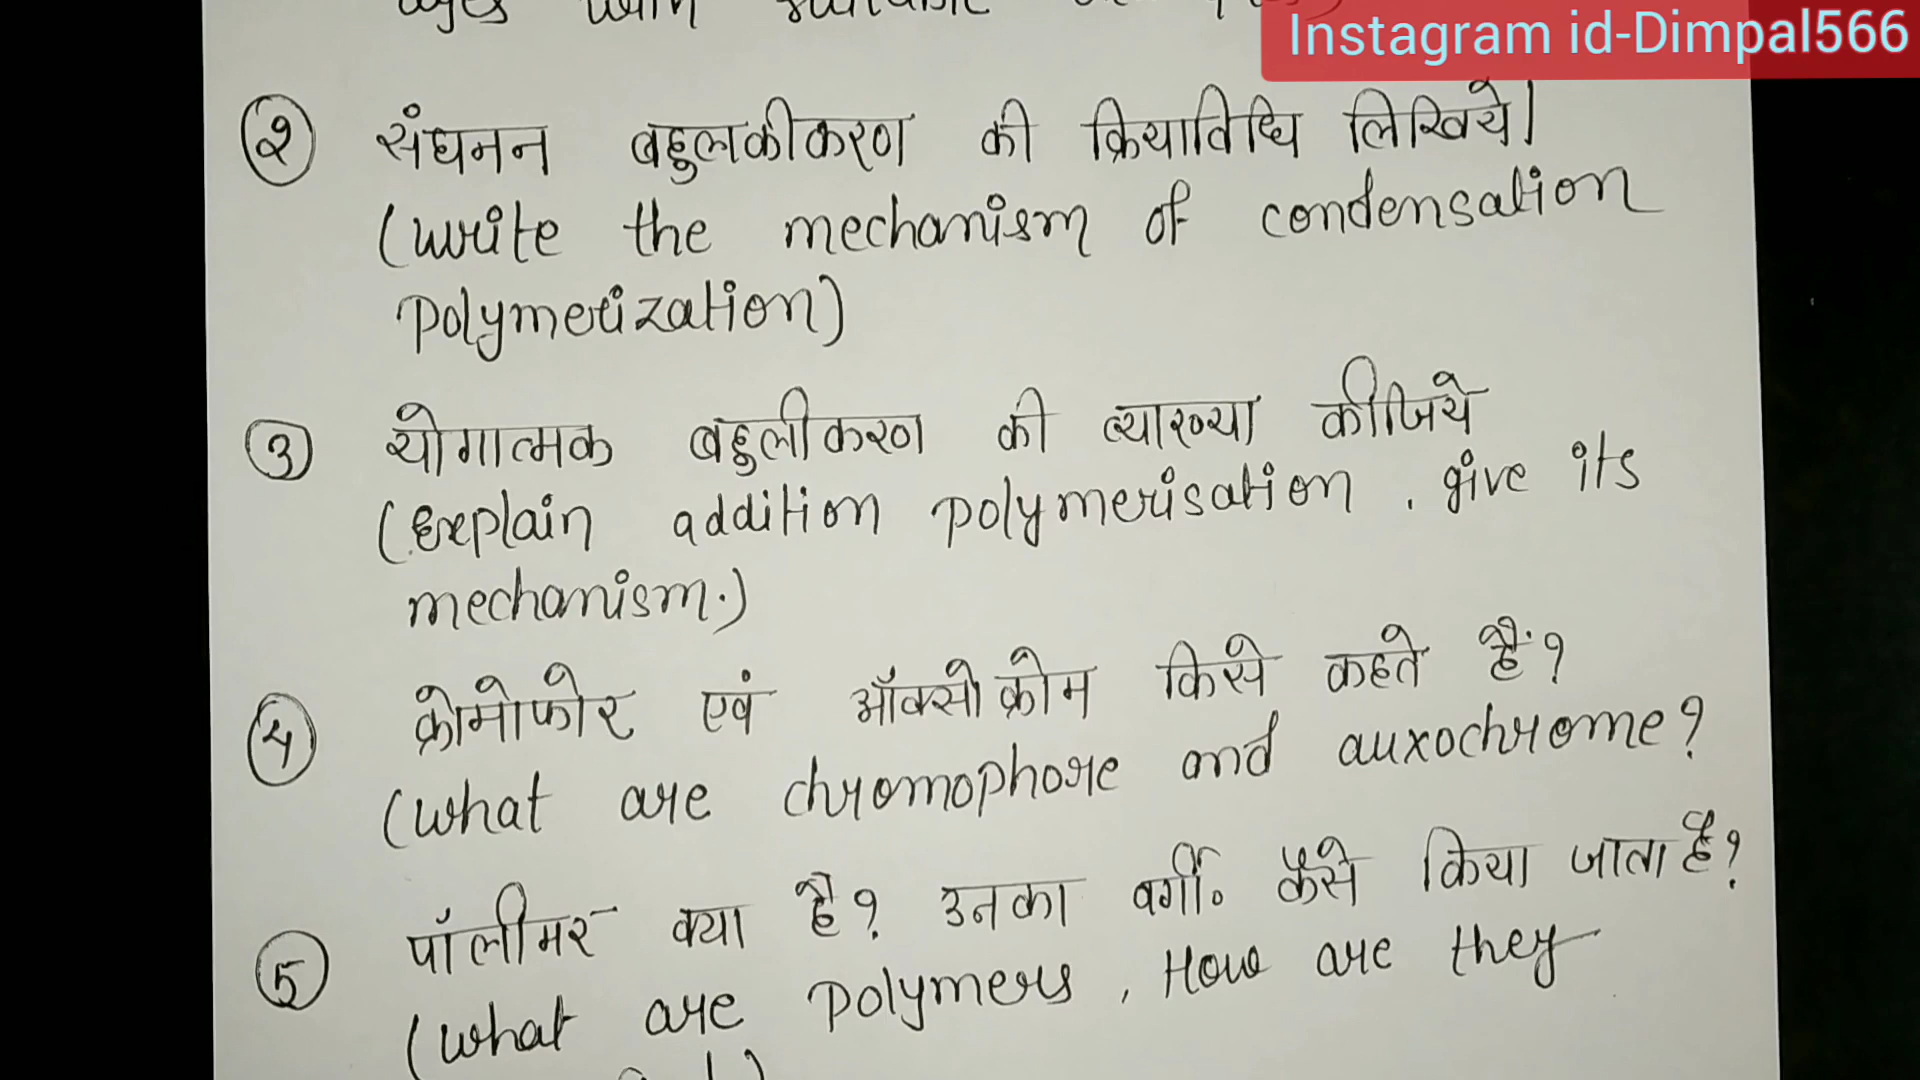 Instagram id-Dimpal566
② संघनन बहुलकीकरण की क्रियाविधि लिखिये।
(write the mechanism of condensation
polymerization)
③ योगात्मक बहुलीकरण की व्याख्या कीजिये
(Explain addition polymerisation, give its
mechanism.)
④ क्रोमोफोर एवं ऑक्सोक्रोम किसे कहते हैं?
(what are chromophore and auxochrome?
⑤ पॉलीमर क्या है? उनका वर्गी० कैसे किया जाता है?
(what are polymers, How are they